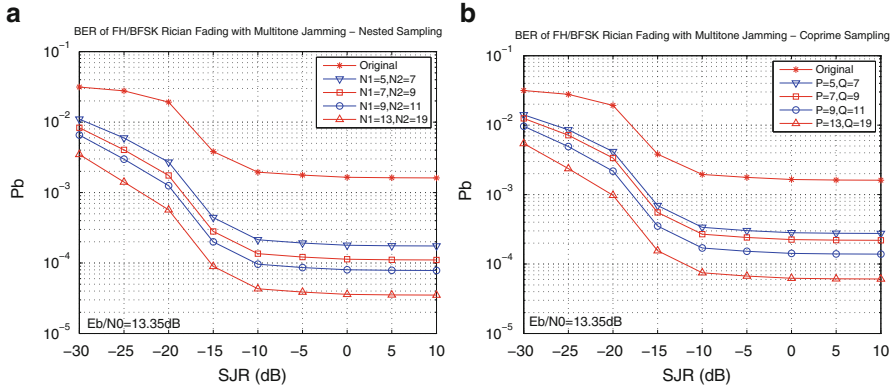 a
BER of FH/BFSK Rician Fading with Multitone Jamming − Nested Sampling
10^−1
10^−2
10^−3
10^−4
10^−5
Pb
Original
N1=5,N2=7
N1=7,N2=9
N1=9,N2=11
N1=13,N2=19
Eb/N0=13.35dB
−30 −25 −20 −15 −10 −5 0 5 10
SJR (dB)
b
BER of FH/BFSK Rician Fading with Multitone Jamming − Coprime Sampling
10^−1
10^−2
10^−3
10^−4
10^−5
Pb
Original
P=5,Q=7
P=7,Q=9
P=9,Q=11
P=13,Q=19
Eb/N0=13.35dB
−30 −25 −20 −15 −10 −5 0 5 10
SJR (dB)